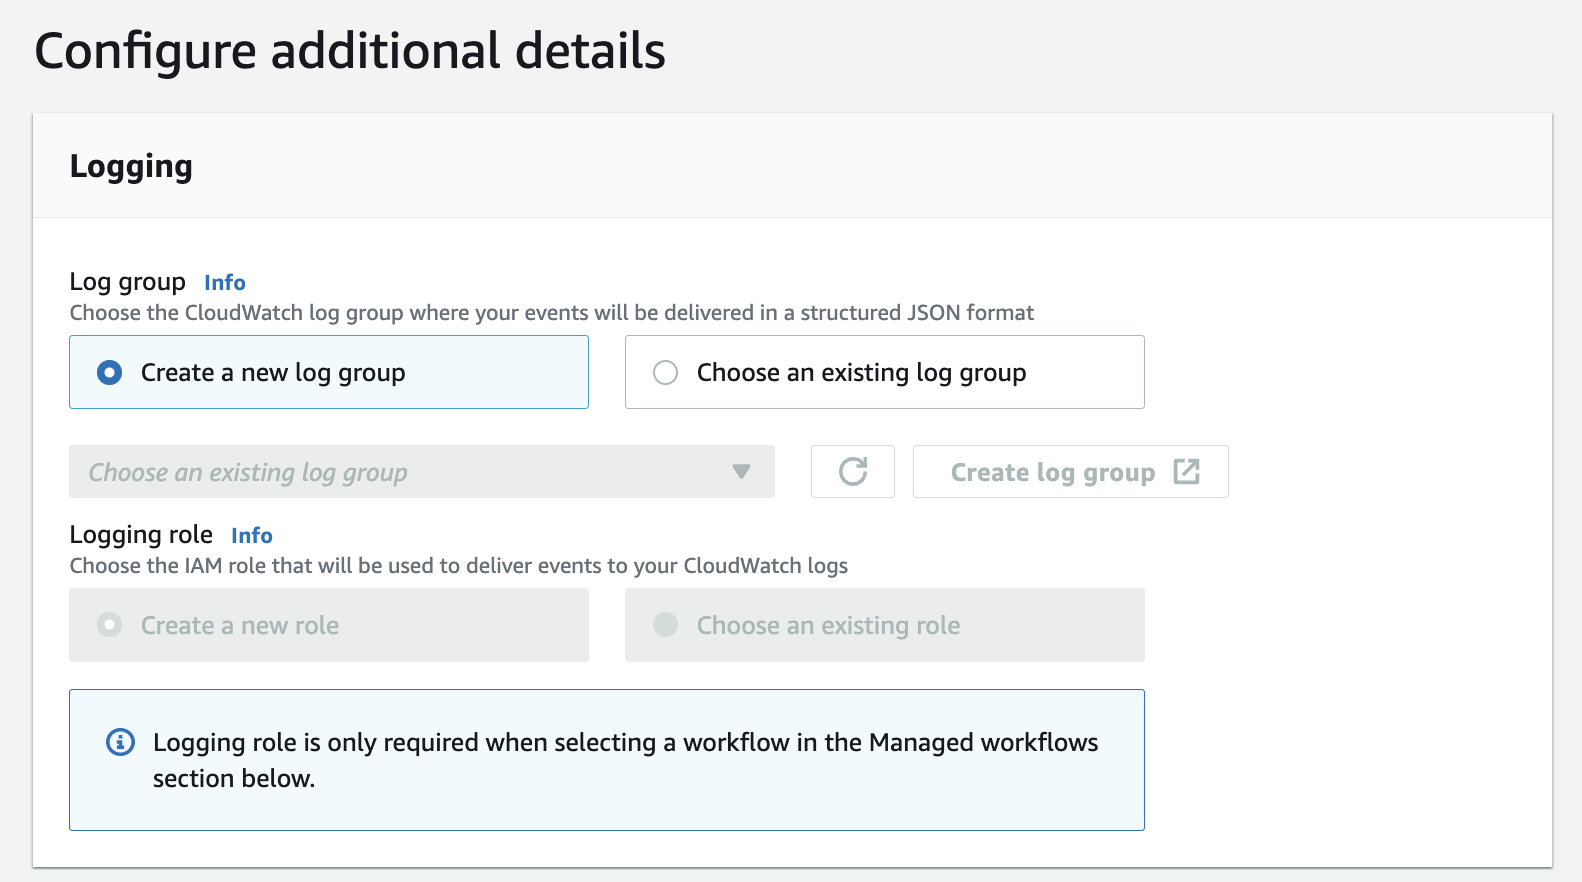 Configure additional details
Logging
Log group Info
Choose the CloudWatch log group where your events will be delivered in a structured JSON format
Create a new log group
Choose an existing log group
Choose an existing log group
Create log group
Logging role Info
Choose the IAM role that will be used to deliver events to your CloudWatch logs
Create a new role
Choose an existing role
Logging role is only required when selecting a workflow in the Managed workflows
section below.